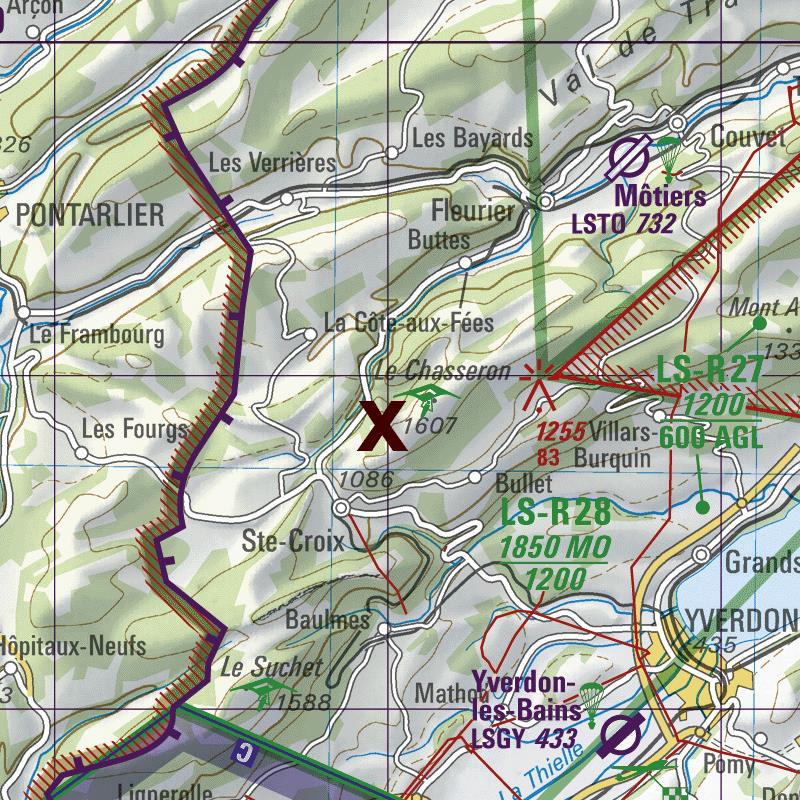 Arçon
Val de Tra
826
Les Bayards
Couvet
Les Verrières
Môtiers
LSTO 732
PONTARLIER
Fleurier
Buttes
Mont A
133
Le Frambourg
La Côte-aux-Fées
Le Chasseron
LS-R27
1200
600 AGL
X
1607
1255
83
Villars-
Burquin
Les Fourgs
1086
Bullet
LS-R28
1850 MO
1200
Ste-Croix
Grands
Baulmes
YVERDON
435
Hôpitaux-Neufs
Le Suchet
1588
3
Mathod
Yverdon-
les-Bains
LSGY 433
C
La Thielle
Pomy
Lignerolle